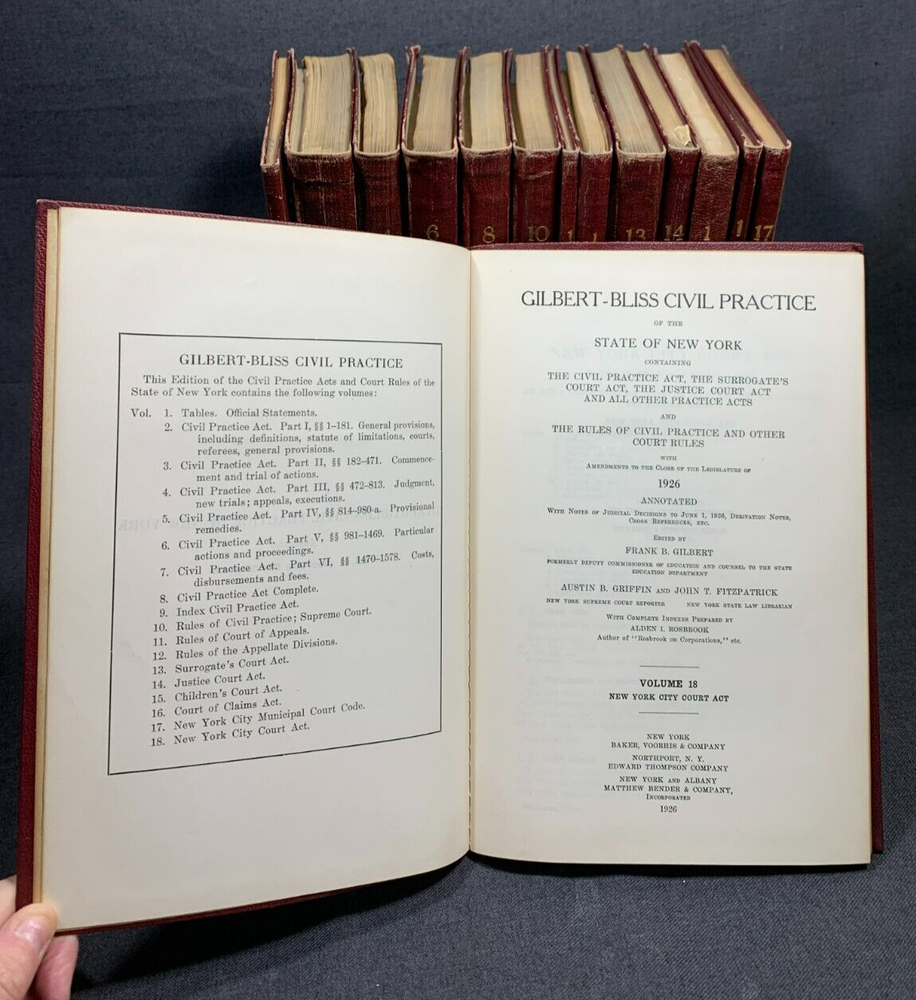 4 6 8 10 1 1 13 14 1 1 17
GILBERT-BLISS CIVIL PRACTICE
This Edition of the Civil Practice Acts and Court Rules of the
State of New York contains the following volumes:
Vol. 1. Tables. Official Statements.
2. Civil Practice Act. Part I, §§ 1-181. General provisions,
including definitions, statute of limitations, courts,
referees, general provisions.
3. Civil Practice Act. Part II, §§ 182-471. Commence-
ment and trial of actions.
4. Civil Practice Act. Part III, §§ 472-813. Judgment,
new trials; appeals, executions.
5. Civil Practice Act. Part IV, §§ 814-980-a. Provisional
remedies.
6. Civil Practice Act. Part V, §§ 981-1469. Particular
actions and proceedings.
7. Civil Practice Act. Part VI, §§ 1470-1578. Costs,
disbursements and fees.
8. Civil Practice Act Complete.
9. Index Civil Practice Act.
10. Rules of Civil Practice; Supreme Court.
11. Rules of Court of Appeals.
12. Rules of the Appellate Divisions.
13. Surrogate's Court Act.
14. Justice Court Act.
15. Children's Court Act.
16. Court of Claims Act.
17. New York City Municipal Court Code.
18. New York City Court Act.
GILBERT-BLISS CIVIL PRACTICE
OF THE
STATE OF NEW YORK
CONTAINING
THE CIVIL PRACTICE ACT, THE SURROGATE'S
COURT ACT, THE JUSTICE COURT ACT
AND ALL OTHER PRACTICE ACTS
AND
THE RULES OF CIVIL PRACTICE AND OTHER
COURT RULES
WITH
AMENDMENTS TO THE CLOSE OF THE LEGISLATURE OF
1926
ANNOTATED
WITH NOTES OF JUDICIAL DECISIONS TO JUNE 1, 1926, DERIVATION NOTES,
CROSS REFERENCES, ETC.
EDITED BY
FRANK B. GILBERT
FORMERLY DEPUTY COMMISSIONER OF EDUCATION AND COUNSEL TO THE STATE
EDUCATION DEPARTMENT
AUSTIN B. GRIFFIN AND JOHN T. FITZPATRICK
NEW YORK SUPREME COURT REPORTER NEW YORK STATE LAW LIBRARIAN
WITH COMPLETE INDEXES PREPARED BY
ALDEN I. ROSBROOK
Author of "Rosbrook on Corporations," etc.
VOLUME 18
NEW YORK CITY COURT ACT
NEW YORK
BAKER, VOORHIS & COMPANY
NORTHPORT, N. Y.
EDWARD THOMPSON COMPANY
NEW YORK AND ALBANY
MATTHEW BENDER & COMPANY,
INCORPORATED
1926